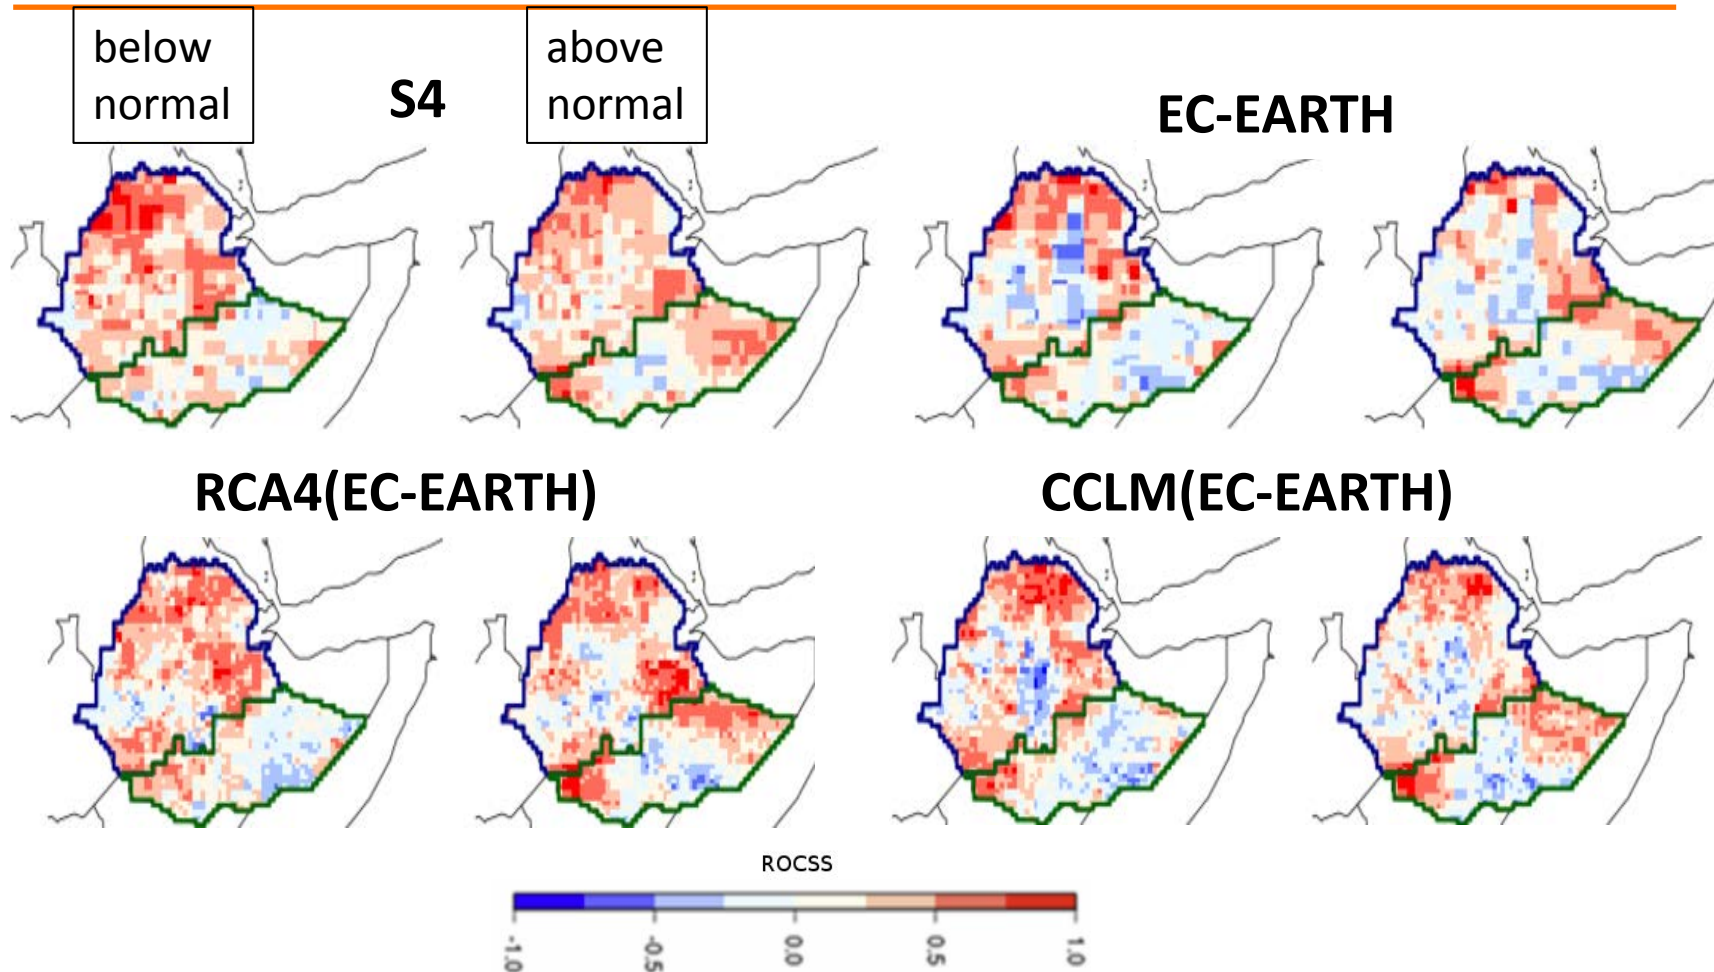 below
normal
S4
above
normal
EC-EARTH
RCA4(EC-EARTH)
CCLM(EC-EARTH)
ROCSS
-1.0
-0.5
0.0
0.5
1.0